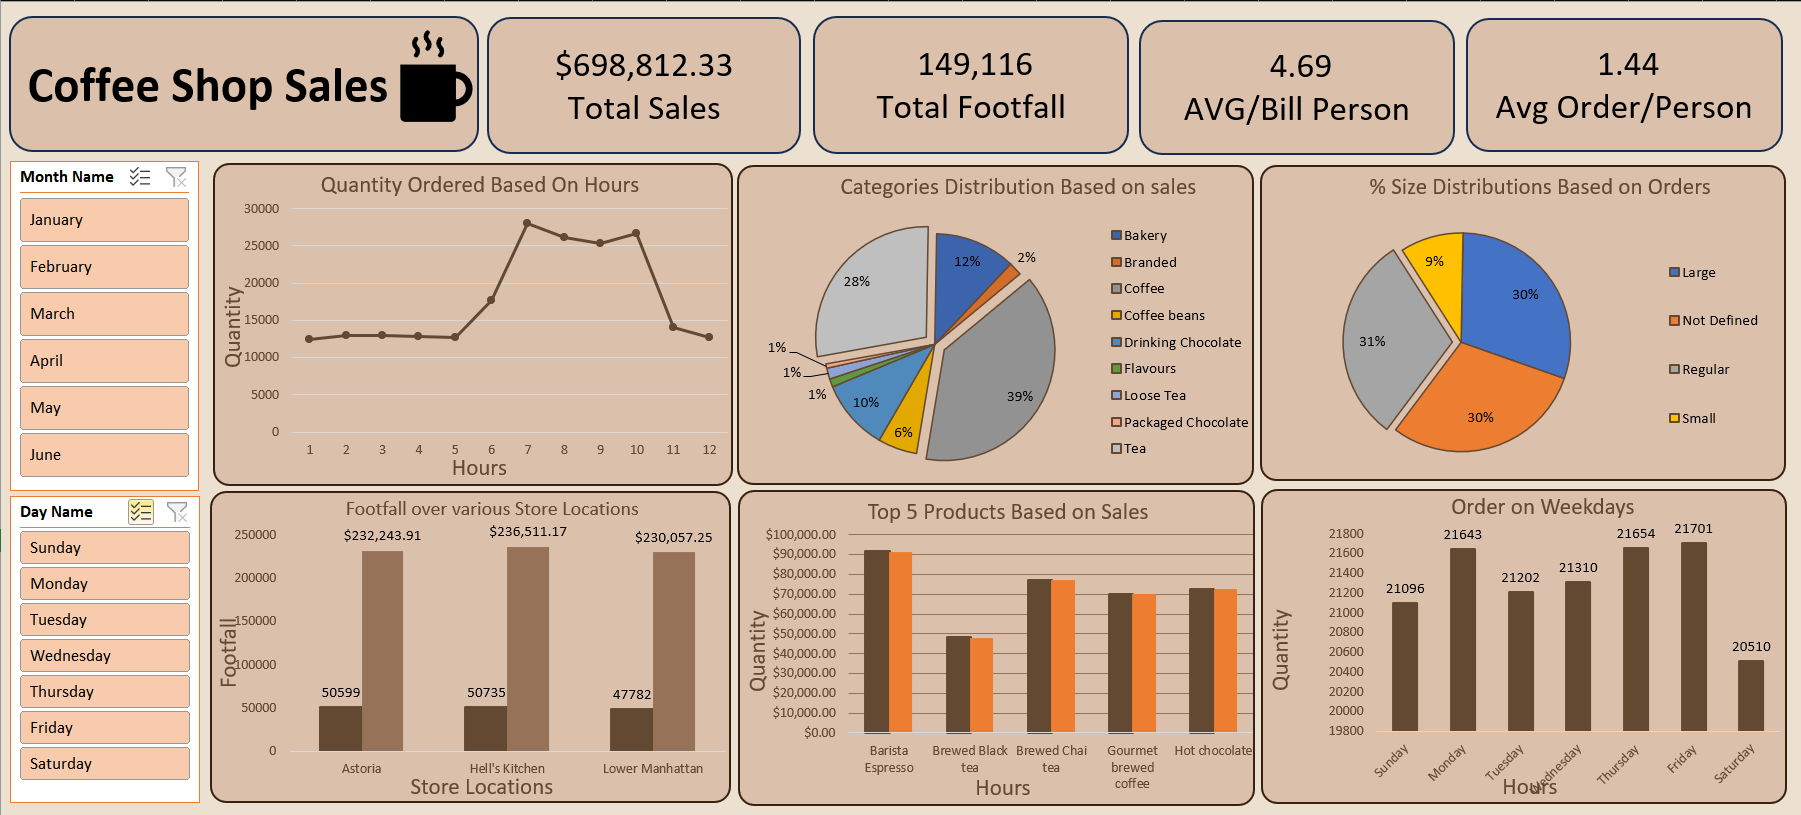 Coffee Shop Sales
$698,812.33
Total Sales
149,116
Total Footfall
4.69
AVG/Bill Person
1.44
Avg Order/Person
Month Name
January
February
March
April
May
June
Day Name
Sunday
Monday
Tuesday
Wednesday
Thursday
Friday
Saturday
Quantity Ordered Based On Hours
Quantity
30000
25000
20000
15000
10000
5000
0
1 2 3 4 5 6 7 8 9 10 11 12
Hours
Categories Distribution Based on sales
12%
2%
39%
6%
10%
1%
1%
1%
28%
Bakery
Branded
Coffee
Coffee beans
Drinking Chocolate
Flavours
Loose Tea
Packaged Chocolate
Tea
% Size Distributions Based on Orders
9%
30%
31%
30%
Large
Not Defined
Regular
Small
Footfall over various Store Locations
Footfall
250000
200000
150000
100000
50000
0
$232,243.91
$236,511.17
$230,057.25
50599
50735
47782
Astoria
Hell's Kitchen
Lower Manhattan
Store Locations
Top 5 Products Based on Sales
Quantity
$100,000.00
$90,000.00
$80,000.00
$70,000.00
$60,000.00
$50,000.00
$40,000.00
$30,000.00
$20,000.00
$10,000.00
$0.00
Barista
Espresso
Brewed Black
tea
Brewed Chai
tea
Gourmet
brewed
coffee
Hot chocolate
Hours
Order on Weekdays
Quantity
21800
21600
21400
21200
21000
20800
20600
20400
20200
20000
19800
21096
21643
21202
21310
21654
21701
20510
Sunday
Monday
Tuesday
Wednesday
Thursday
Friday
Saturday
Hours